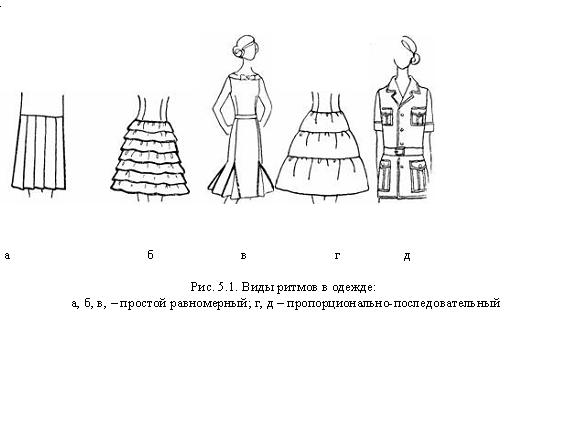 а б в г д
Рис. 5.1. Виды ритмов в одежде:
а, б, в, – простой равномерный; г, д – пропорционально-последовательный